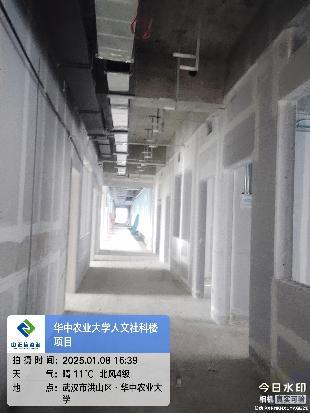 华中农业大学人文社科楼
项目
拍摄时间: 2025.01.08 16:39
天 气: 晴 11℃ 北风4级
地 点: 武汉市洪山区·华中农业大
学
今日水印
相机